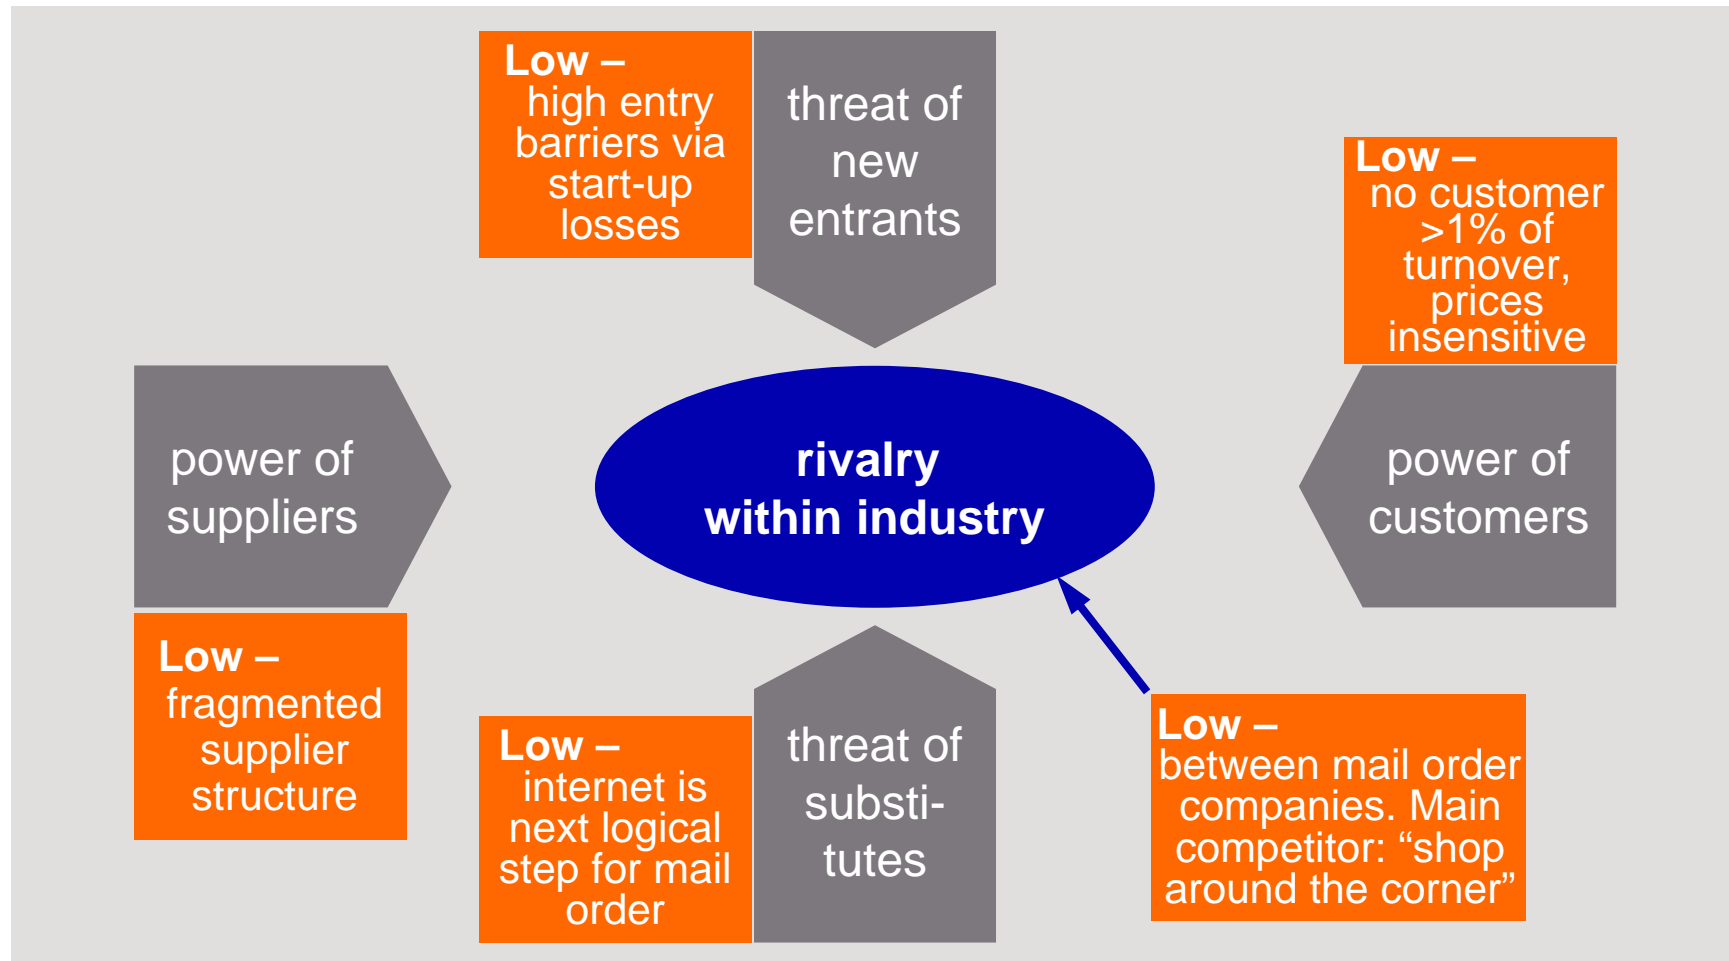 Low –
high entry
barriers via
start-up
losses
threat of
new
entrants
Low –
no customer
>1% of
turnover,
prices
insensitive
power of
suppliers
rivalry
within industry
power of
customers
Low –
fragmented
supplier
structure
Low –
internet is
next logical
step for mail
order
threat of
substi-
tutes
Low –
between mail order
companies. Main
competitor: “shop
around the corner”